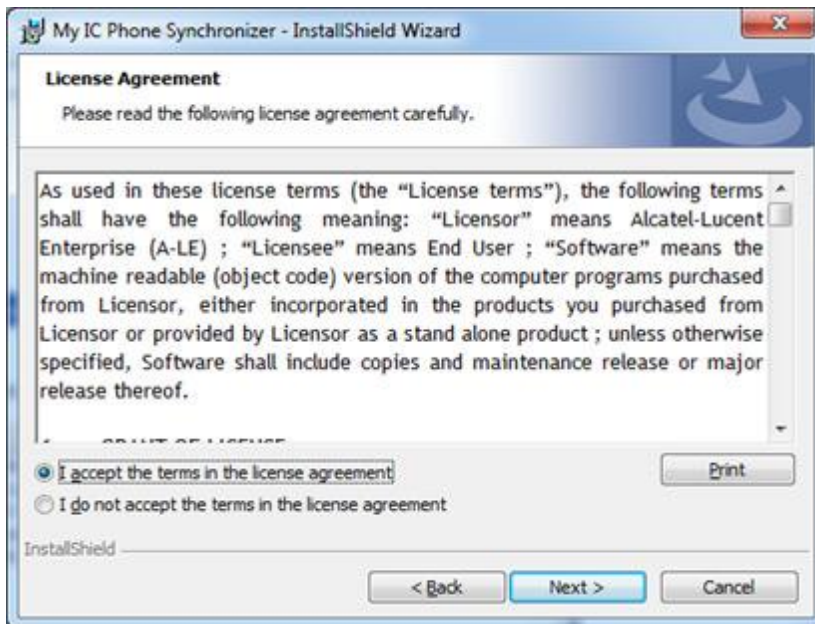 My IC Phone Synchronizer - InstallShield Wizard
License Agreement
Please read the following license agreement carefully.
As used in these license terms (the “License terms”), the following terms
shall have the following meaning: “Licensor” means Alcatel-Lucent
Enterprise (A-LE) ; “Licensee” means End User ; “Software” means the
machine readable (object code) version of the computer programs purchased
from Licensor, either incorporated in the products you purchased from
Licensor or provided by Licensor as a stand alone product ; unless otherwise
specified, Software shall include copies and maintenance release or major
release thereof.
I accept the terms in the license agreement
Print
I do not accept the terms in the license agreement
InstallShield
< Back
Next >
Cancel